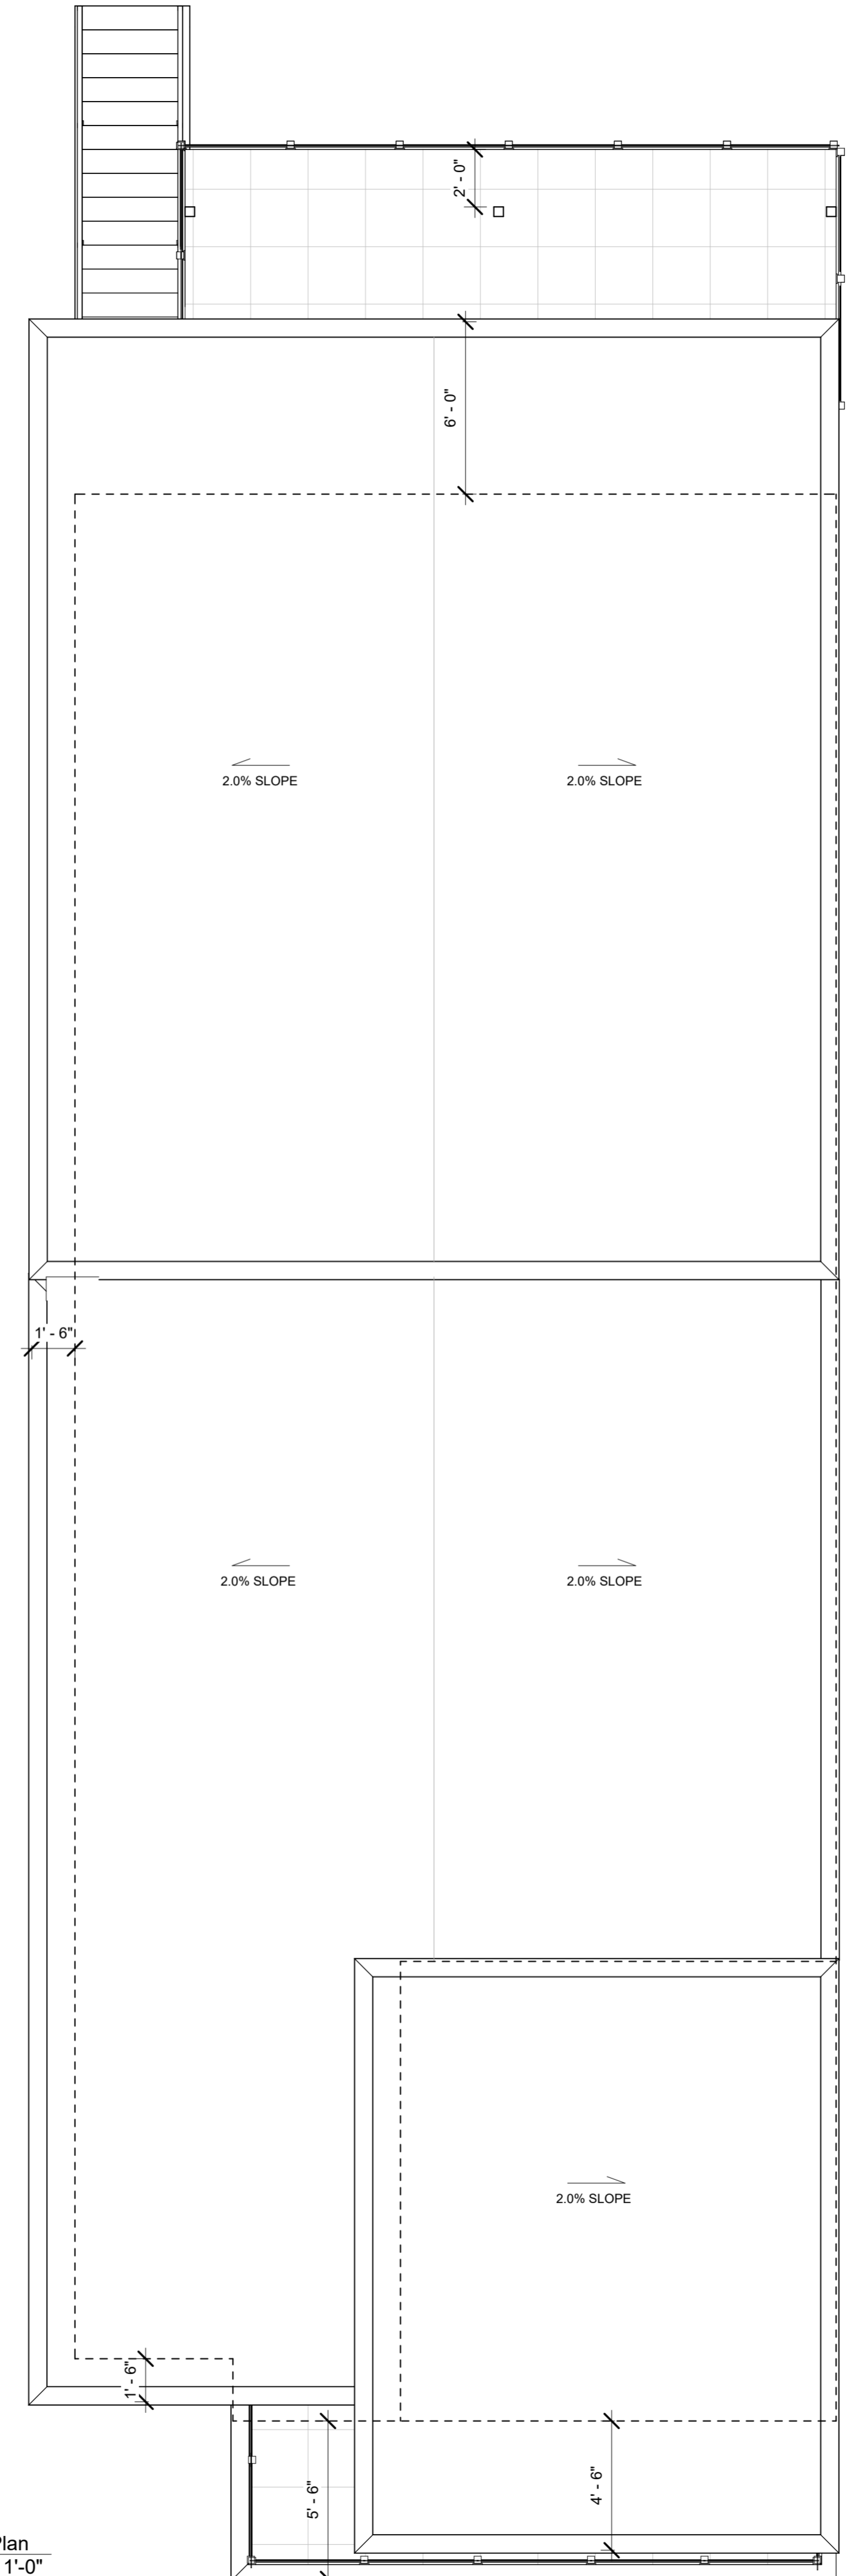 2' - 0"
6' - 0"
2.0% SLOPE
2.0% SLOPE
1' - 6"
2.0% SLOPE
2.0% SLOPE
2.0% SLOPE
1' - 6"
5' - 6"
4' - 6"
Plan
1'-0"